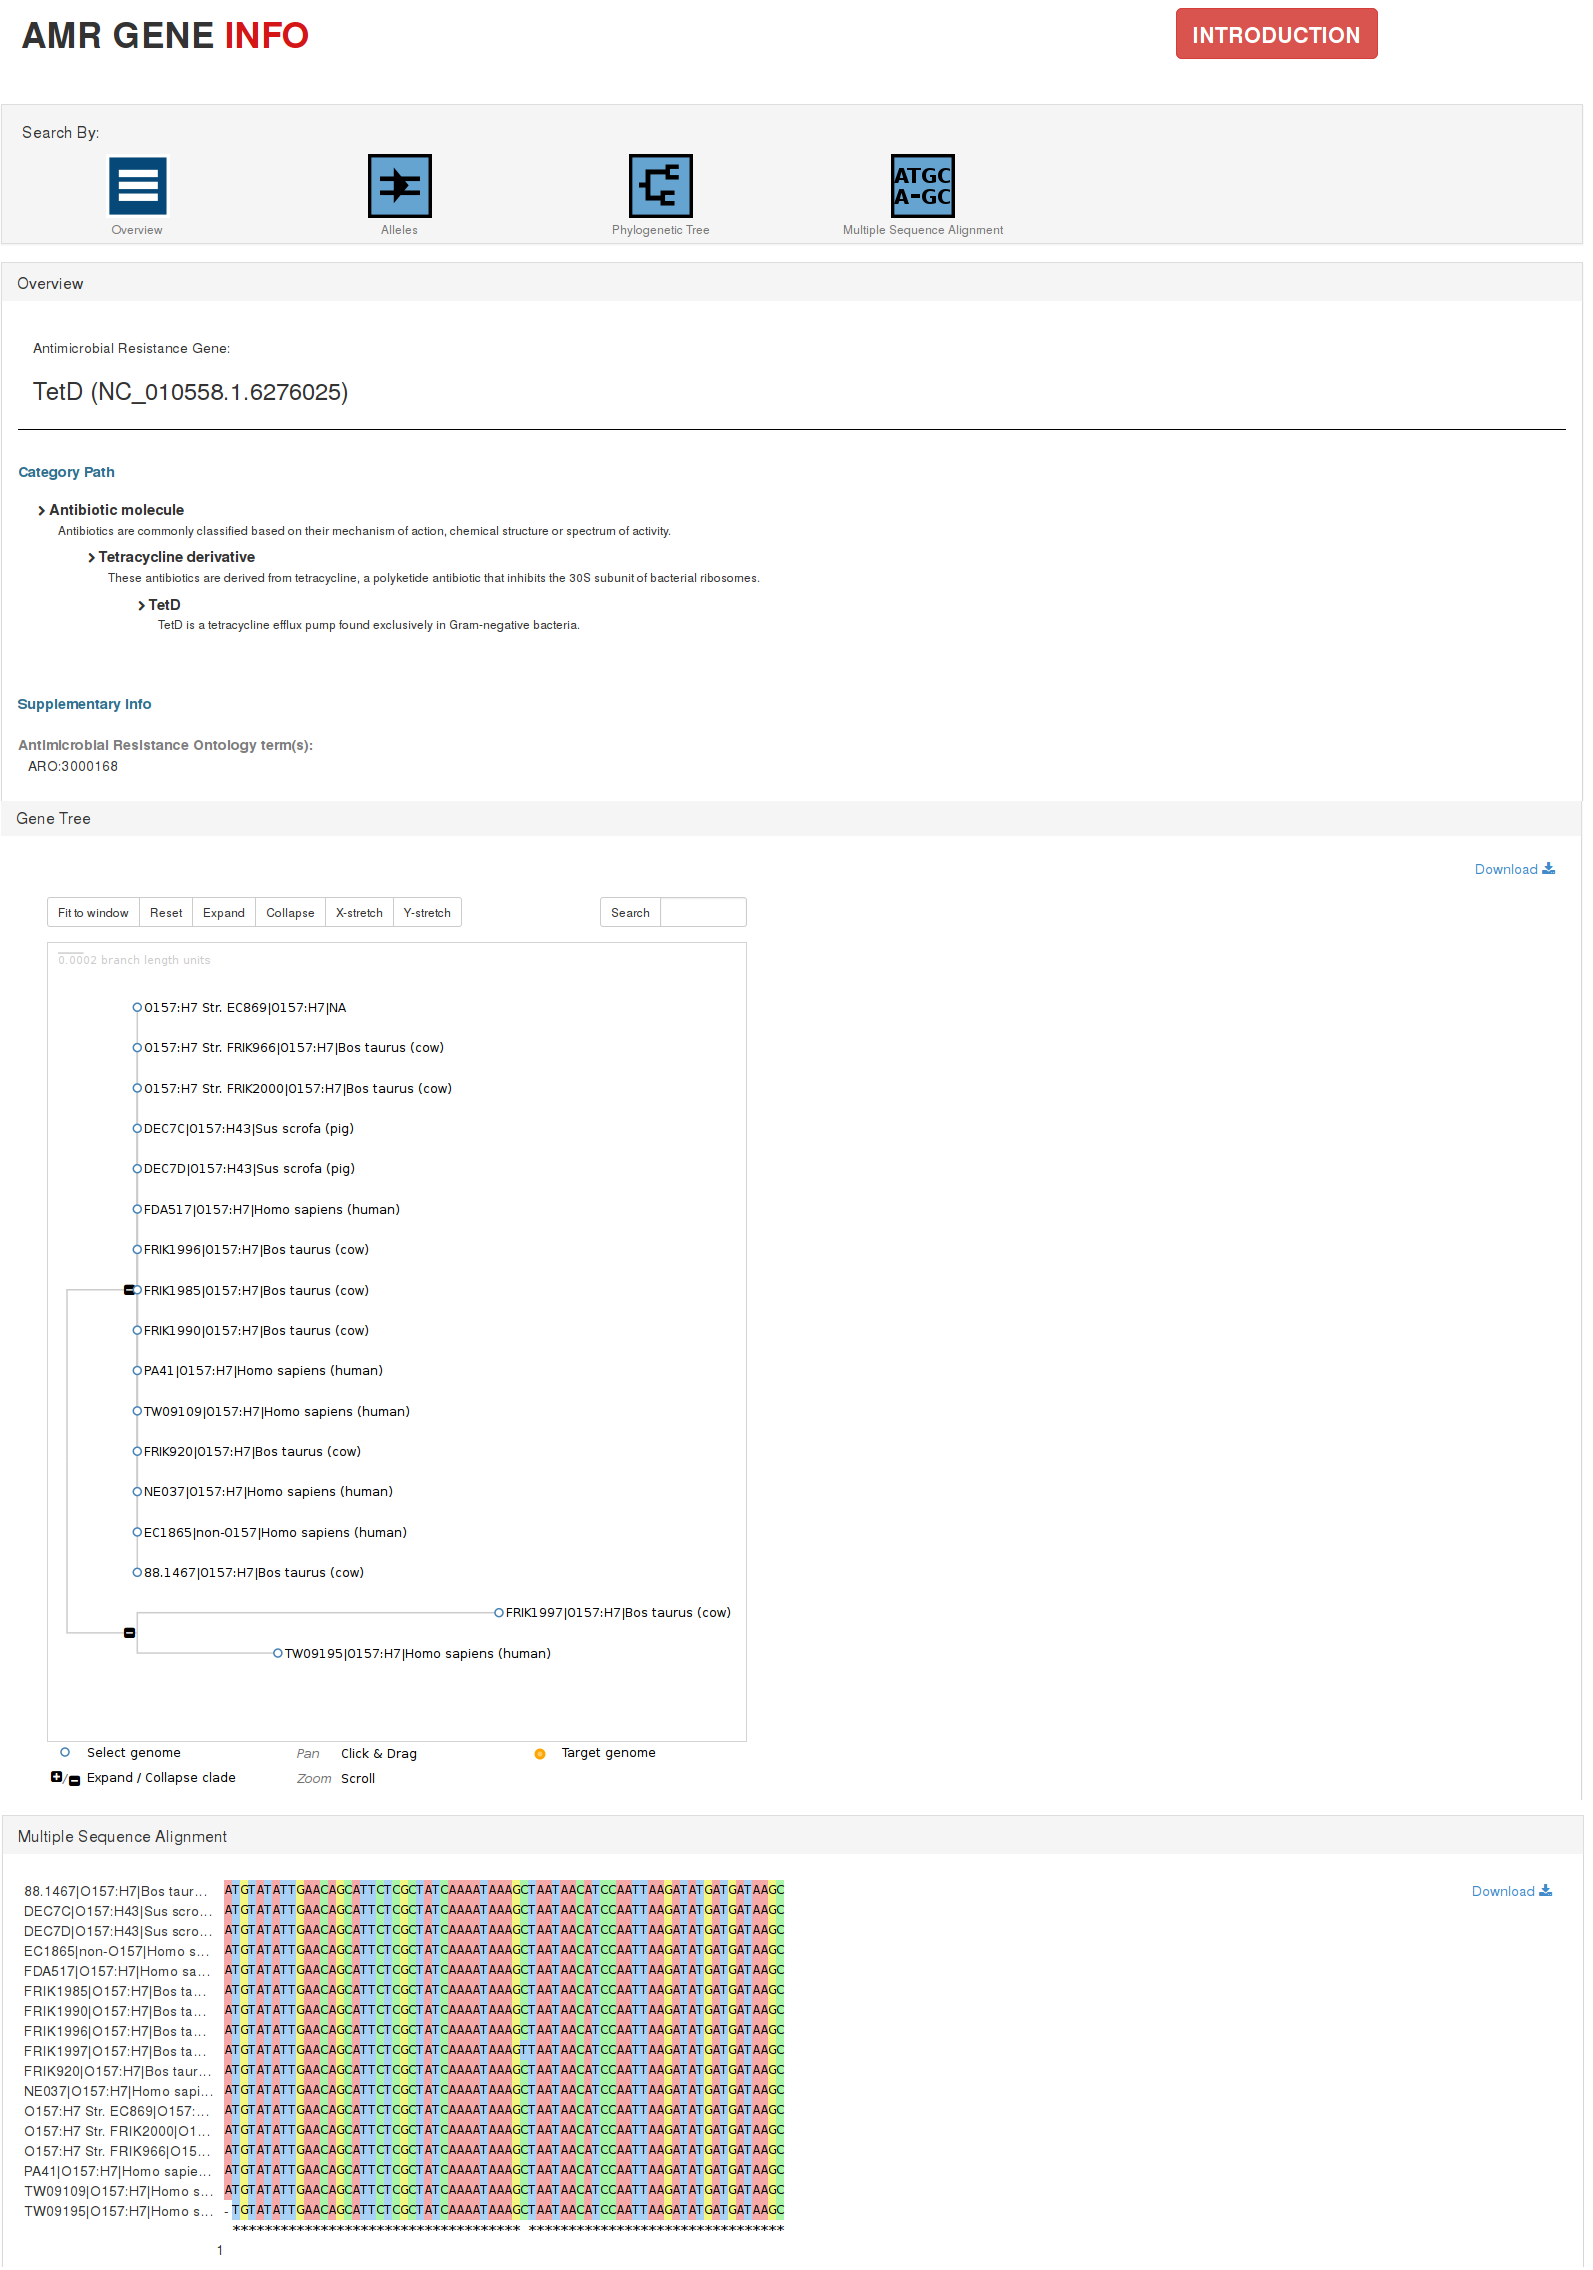 AMR GENE INFO
INTRODUCTION
Search By:
Overview
Alleles
Phylogenetic Tree
ATGC
A-GC
Multiple Sequence Alignment
Overview
Antimicrobial Resistance Gene:
TetD (NC_010558.1.6276025)
Category Path
Antibiotic molecule
Antibiotics are commonly classified based on their mechanism of action, chemical structure or spectrum of activity.
Tetracycline derivative
These antibiotics are derived from tetracycline, a polyketide antibiotic that inhibits the 30S subunit of bacterial ribosomes.
TetD
TetD is a tetracycline efflux pump found exclusively in Gram-negative bacteria.
Supplementary Info
Antimicrobial Resistance Ontology term(s):
ARO:3000168
Gene Tree
Download
Fit to window Reset Expand Collapse X-stretch Y-stretch Search
0.0002 branch length units
O157:H7 Str. EC869|O157:H7|NA
O157:H7 Str. FRIK966|O157:H7|Bos taurus (cow)
O157:H7 Str. FRIK2000|O157:H7|Bos taurus (cow)
DEC7C|O157:H43|Sus scrofa (pig)
DEC7D|O157:H43|Sus scrofa (pig)
FDA517|O157:H7|Homo sapiens (human)
FRIK1996|O157:H7|Bos taurus (cow)
FRIK1985|O157:H7|Bos taurus (cow)
FRIK1990|O157:H7|Bos taurus (cow)
PA41|O157:H7|Homo sapiens (human)
TW09109|O157:H7|Homo sapiens (human)
FRIK920|O157:H7|Bos taurus (cow)
NE037|O157:H7|Homo sapiens (human)
EC1865|non-O157|Homo sapiens (human)
88.1467|O157:H7|Bos taurus (cow)
FRIK1997|O157:H7|Bos taurus (cow)
TW09195|O157:H7|Homo sapiens (human)
Select genome Pan Click & Drag Target genome
+/- Expand / Collapse clade Zoom Scroll
Multiple Sequence Alignment
Download
88.1467|O157:H7|Bos taur... ATGTATATTGAACAGCATTCTCGCTATCAAAATAAAGCTAATAACATCCAATTAAGATATGATGATAAGC
DEC7C|O157:H43|Sus scro... ATGTATATTGAACAGCATTCTCGCTATCAAAATAAAGCTAATAACATCCAATTAAGATATGATGATAAGC
DEC7D|O157:H43|Sus scro... ATGTATATTGAACAGCATTCTCGCTATCAAAATAAAGCTAATAACATCCAATTAAGATATGATGATAAGC
EC1865|non-O157|Homo s... ATGTATATTGAACAGCATTCTCGCTATCAAAATAAAGCTAATAACATCCAATTAAGATATGATGATAAGC
FDA517|O157:H7|Homo sa... ATGTATATTGAACAGCATTCTCGCTATCAAAATAAAGCTAATAACATCCAATTAAGATATGATGATAAGC
FRIK1985|O157:H7|Bos ta... ATGTATATTGAACAGCATTCTCGCTATCAAAATAAAGCTAATAACATCCAATTAAGATATGATGATAAGC
FRIK1990|O157:H7|Bos ta... ATGTATATTGAACAGCATTCTCGCTATCAAAATAAAGCTAATAACATCCAATTAAGATATGATGATAAGC
FRIK1996|O157:H7|Bos ta... ATGTATATTGAACAGCATTCTCGCTATCAAAATAAAGCTAATAACATCCAATTAAGATATGATGATAAGC
FRIK1997|O157:H7|Bos ta... ATGTATATTGAACAGCATTCTCGCTATCAAAATAAAGTTAATAACATCCAATTAAGATATGATGATAAGC
FRIK920|O157:H7|Bos taur... ATGTATATTGAACAGCATTCTCGCTATCAAAATAAAGCTAATAACATCCAATTAAGATATGATGATAAGC
NE037|O157:H7|Homo sapi... ATGTATATTGAACAGCATTCTCGCTATCAAAATAAAGCTAATAACATCCAATTAAGATATGATGATAAGC
O157:H7 Str. EC869|O157:... ATGTATATTGAACAGCATTCTCGCTATCAAAATAAAGCTAATAACATCCAATTAAGATATGATGATAAGC
O157:H7 Str. FRIK2000|O1... ATGTATATTGAACAGCATTCTCGCTATCAAAATAAAGCTAATAACATCCAATTAAGATATGATGATAAGC
O157:H7 Str. FRIK966|O15... ATGTATATTGAACAGCATTCTCGCTATCAAAATAAAGCTAATAACATCCAATTAAGATATGATGATAAGC
PA41|O157:H7|Homo sapie... ATGTATATTGAACAGCATTCTCGCTATCAAAATAAAGCTAATAACATCCAATTAAGATATGATGATAAGC
TW09109|O157:H7|Homo s... ATGTATATTGAACAGCATTCTCGCTATCAAAATAAAGCTAATAACATCCAATTAAGATATGATGATAAGC
TW09195|O157:H7|Homo s... -TGTATATTGAACAGCATTCTCGCTATCAAAATAAAGCTAATAACATCCAATTAAGATATGATGATAAGC
************************************ ********************************
1